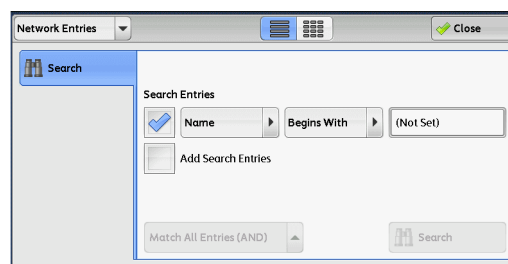 Network Entries
Close
Search
Search Entries
Name
Begins With
(Not Set)
Add Search Entries
Match All Entries (AND)
Search